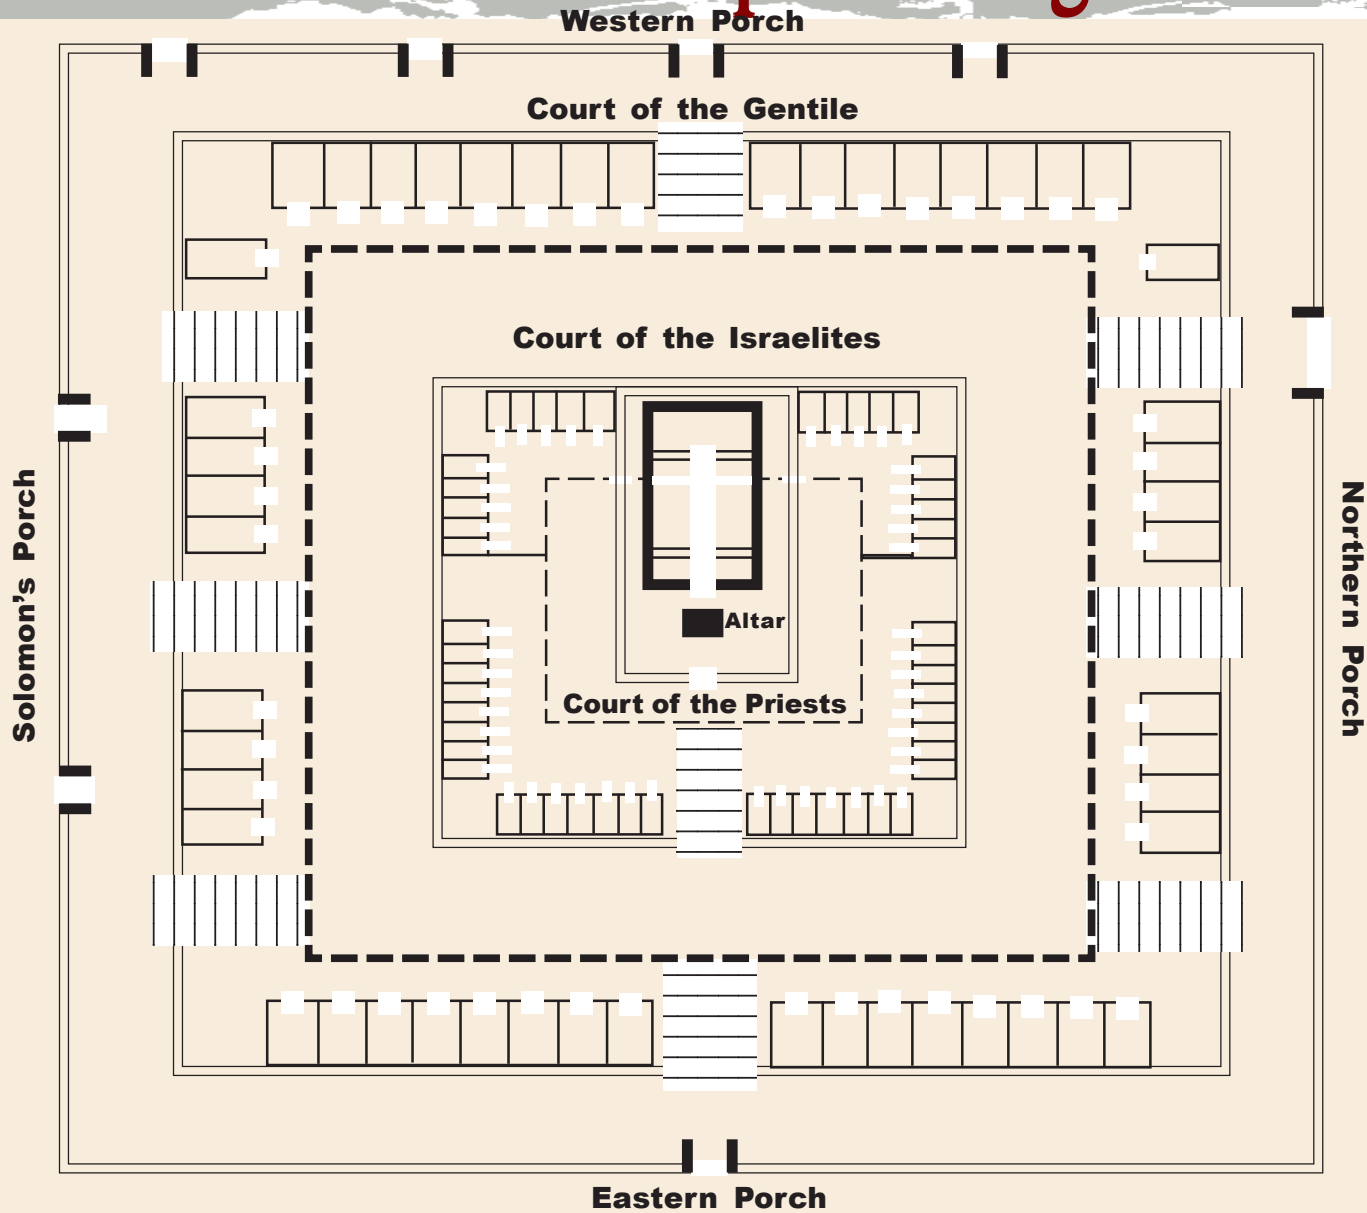 Western Porch
Court of the Gentile
Court of the Israelites
Solomon’s Porch
Northern Porch
Altar
Court of the Priests
Eastern Porch